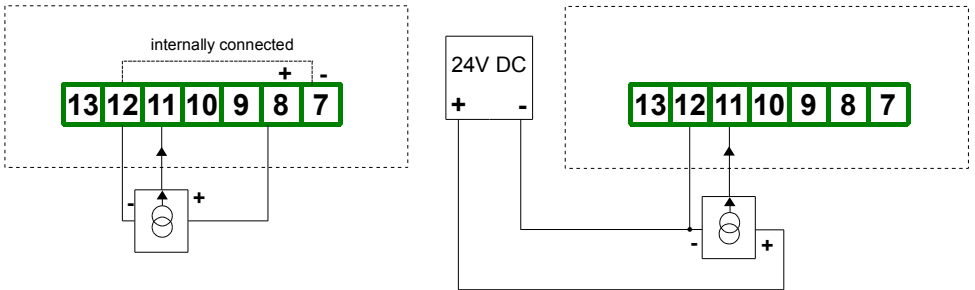 internally connected
+ -
13 12 11 10 9 8 7
- +
24V DC
+ -
13 12 11 10 9 8 7
- +